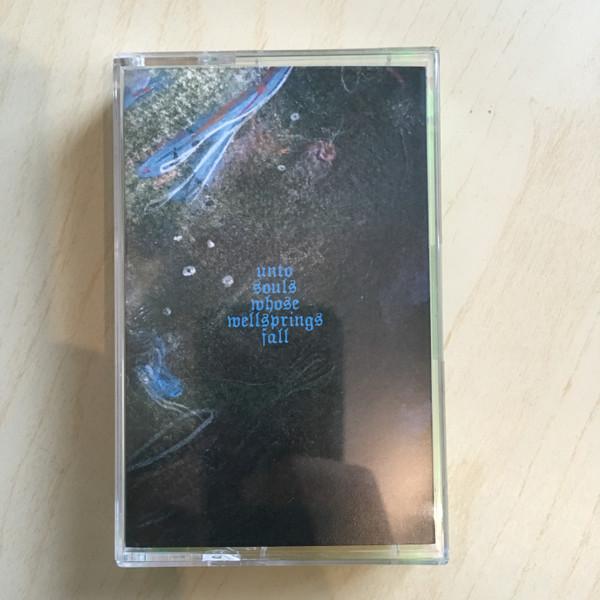 unto
souls
whose
wellsprings
fall